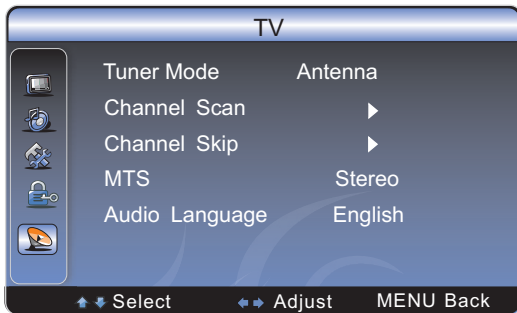 TV
Tuner Mode Antenna
Channel Scan
Channel Skip
MTS Stereo
Audio Language English
Select Adjust MENU Back